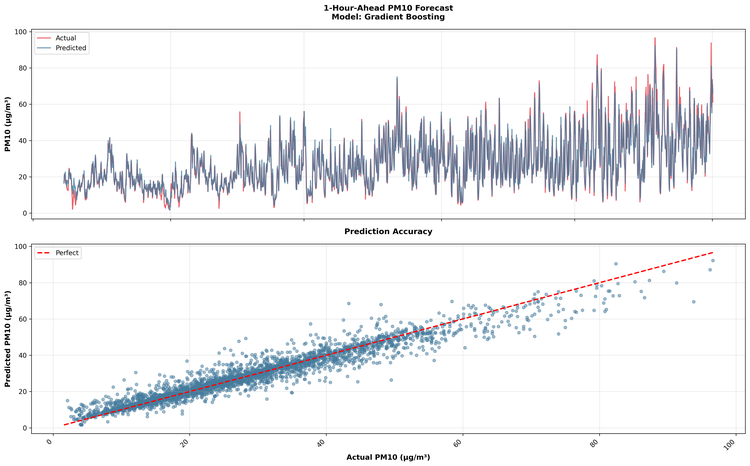 1-Hour-Ahead PM10 Forecast
Model: Gradient Boosting
100
80
60
40
20
0
PM10 (µg/m³)
Actual
Predicted
Prediction Accuracy
100
80
60
40
20
0
Predicted PM10 (µg/m³)
Perfect
0
20
40
60
80
100
Actual PM10 (µg/m³)